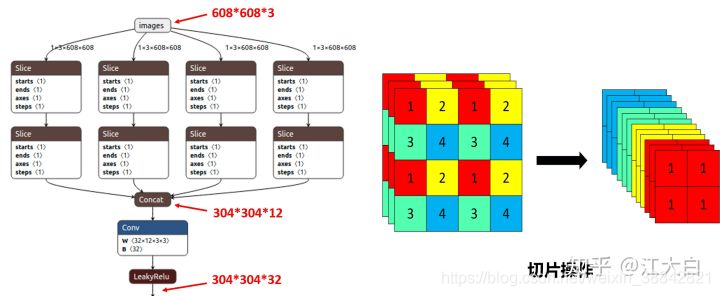 608*608*3
images
1×3×608×608
1×3×608×608
1×3×608×608
1×3×608×608
Slice
starts ⟨1⟩
ends ⟨1⟩
axes ⟨1⟩
steps ⟨1⟩
Slice
starts ⟨1⟩
ends ⟨1⟩
axes ⟨1⟩
steps ⟨1⟩
Slice
starts ⟨1⟩
ends ⟨1⟩
axes ⟨1⟩
steps ⟨1⟩
Slice
starts ⟨1⟩
ends ⟨1⟩
axes ⟨1⟩
steps ⟨1⟩
Slice
starts ⟨1⟩
ends ⟨1⟩
axes ⟨1⟩
steps ⟨1⟩
Slice
starts ⟨1⟩
ends ⟨1⟩
axes ⟨1⟩
steps ⟨1⟩
Slice
starts ⟨1⟩
ends ⟨1⟩
axes ⟨1⟩
steps ⟨1⟩
Slice
starts ⟨1⟩
ends ⟨1⟩
axes ⟨1⟩
steps ⟨1⟩
Concat
304*304*12
Conv
W ⟨32×12×3×3⟩
B ⟨32⟩
LeakyRelu
304*304*32
1 2 1 2
3 4 3 4
1 2 1 2
3 4 3 4
1 1
1 1
切片操作
知乎 @江大白
https://blog.csdn.net/weixin_38842821